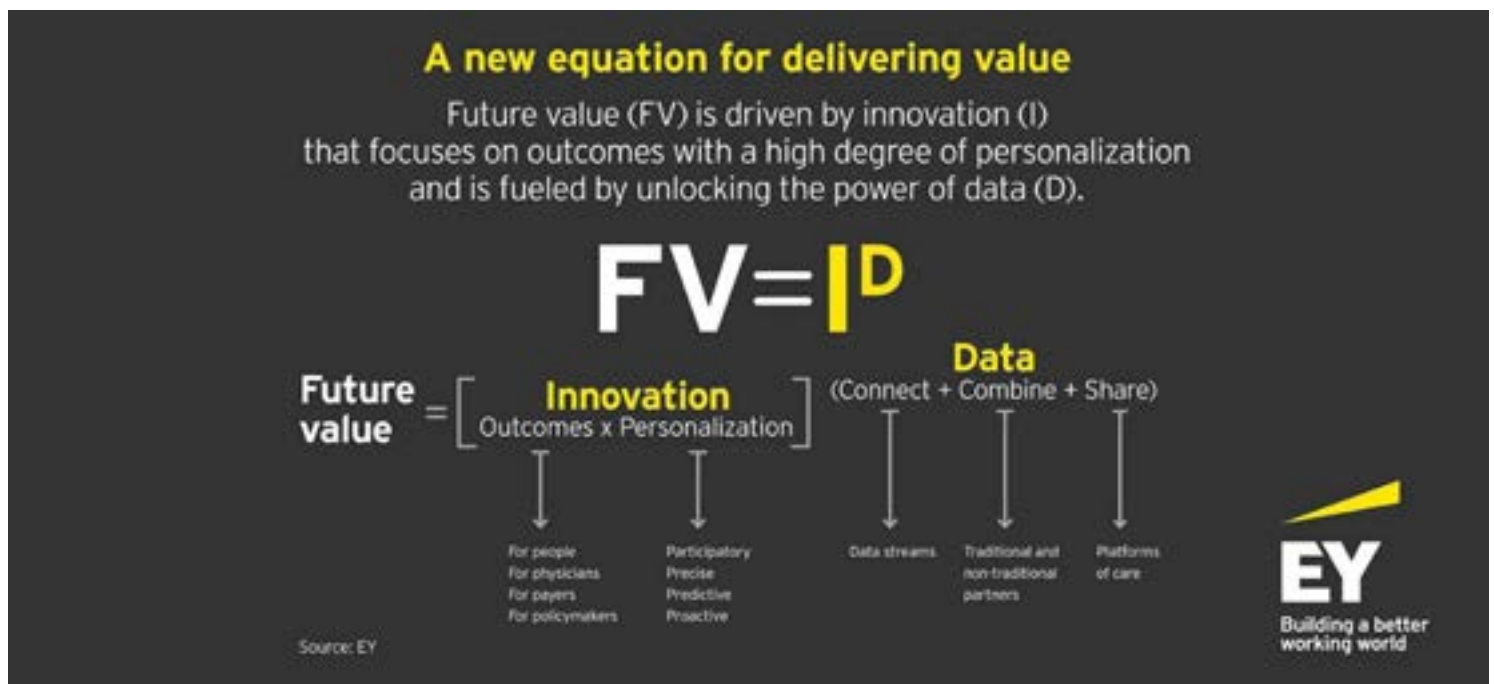 A new equation for delivering value
Future value (FV) is driven by innovation (I)
that focuses on outcomes with a high degree of personalization
and is fueled by unlocking the power of data (D).
FV=I^D
Future
value
=
[
Innovation
Outcomes x Personalization
]
Data
(Connect + Combine + Share)
For people
For physicians
For payers
For policymakers
Participatory
Precise
Predictive
Proactive
Data streams
Traditional and
non-traditional
partners
Platforms
of care
Source: EY
EY
Building a better
working world